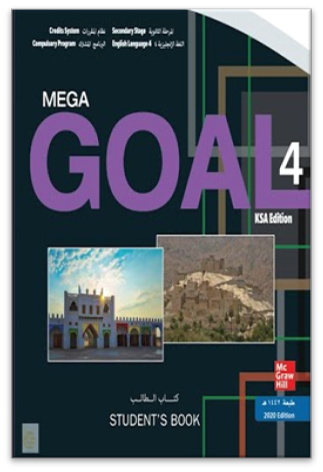 Credits System نظام المقررات Secondary Stage المرحلة الثانوية
Compulsory Program البرنامج المشترك English Language 4 اللغة الإنجليزية ٤
MEGA
GOAL 4
KSA Edition
Mc
Graw
Hill
طبعة ١٤٤٢ هـ
2020 Edition
كتاب الطالب
STUDENT'S BOOK